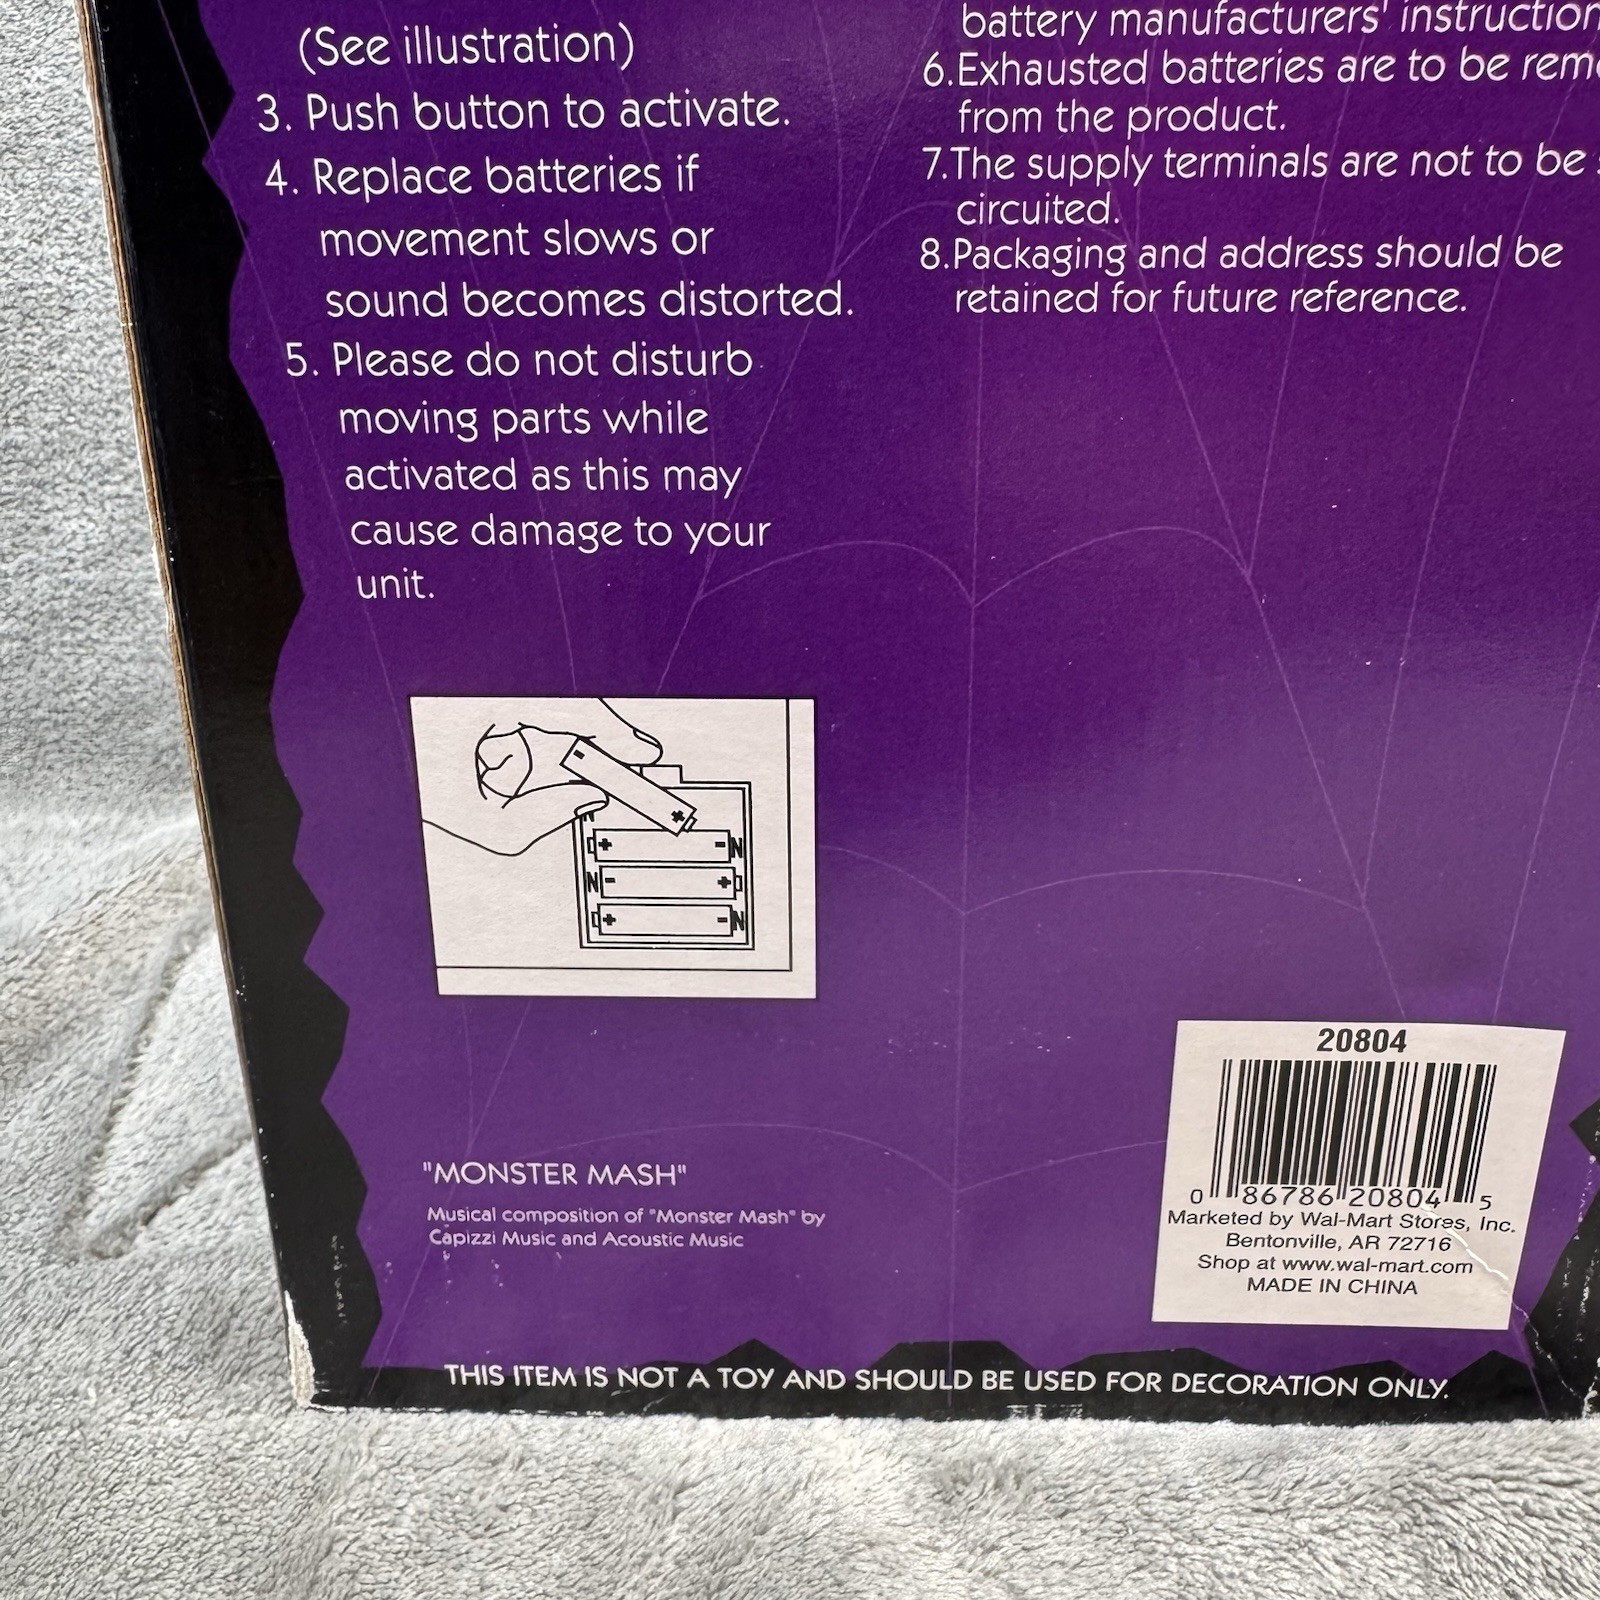 (See illustration)
3. Push button to activate.
4. Replace batteries if
movement slows or
sound becomes distorted.
5. Please do not disturb
moving parts while
activated as this may
cause damage to your
unit.
battery manufacturers' instruction
6.Exhausted batteries are to be
from the product.
7.The supply terminals are not to be
circuited.
8.Packaging and address should be
retained for future reference.
-
+
N
+ - N
N - +
+ - N
"MONSTER MASH"
Musical composition of "Monster Mash" by
Capizzi Music and Acoustic Music
20804
0 86786 20804 5
Marketed by Wal-Mart Stores, Inc.
Bentonville, AR 72716
Shop at www.wal-mart.com
MADE IN CHINA
THIS ITEM IS NOT A TOY AND SHOULD BE USED FOR DECORATION ONLY.